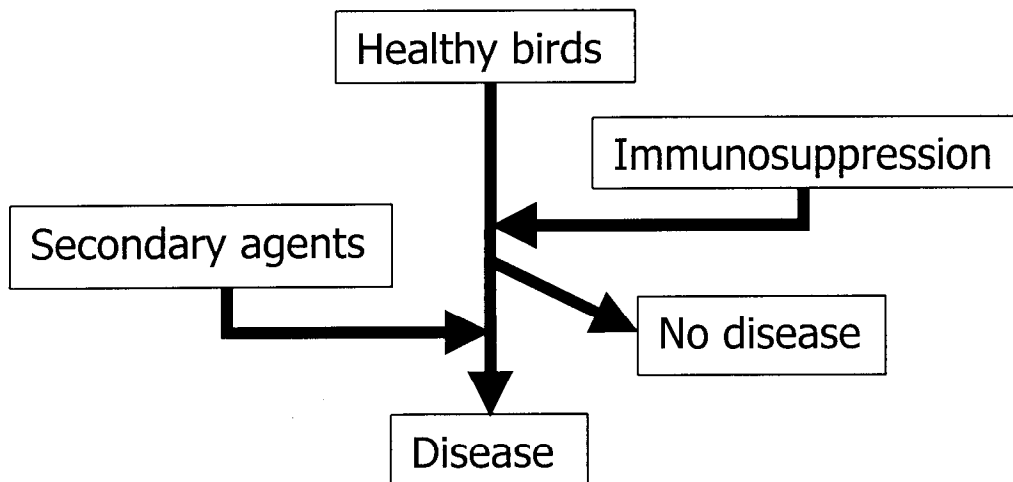 Healthy birds
Immunosuppression
Secondary agents
No disease
Disease